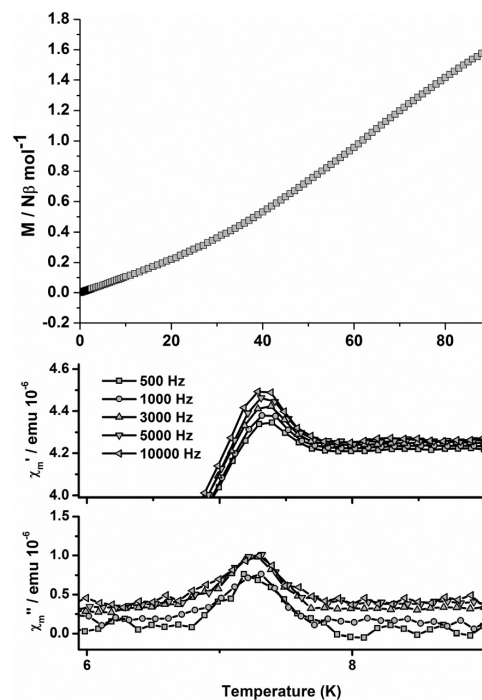 M / Nβ mol⁻¹
1.8
1.6
1.4
1.2
1.0
0.8
0.6
0.4
0.2
0.0
-0.2
0 20 40 60 80
χₘ' / emu 10⁻⁶
4.6
4.4
4.2
4.0
500 Hz
1000 Hz
3000 Hz
5000 Hz
10000 Hz
χₘ'' / emu 10⁻⁶
1.5
1.0
0.5
0.0
6 8
Temperature (K)